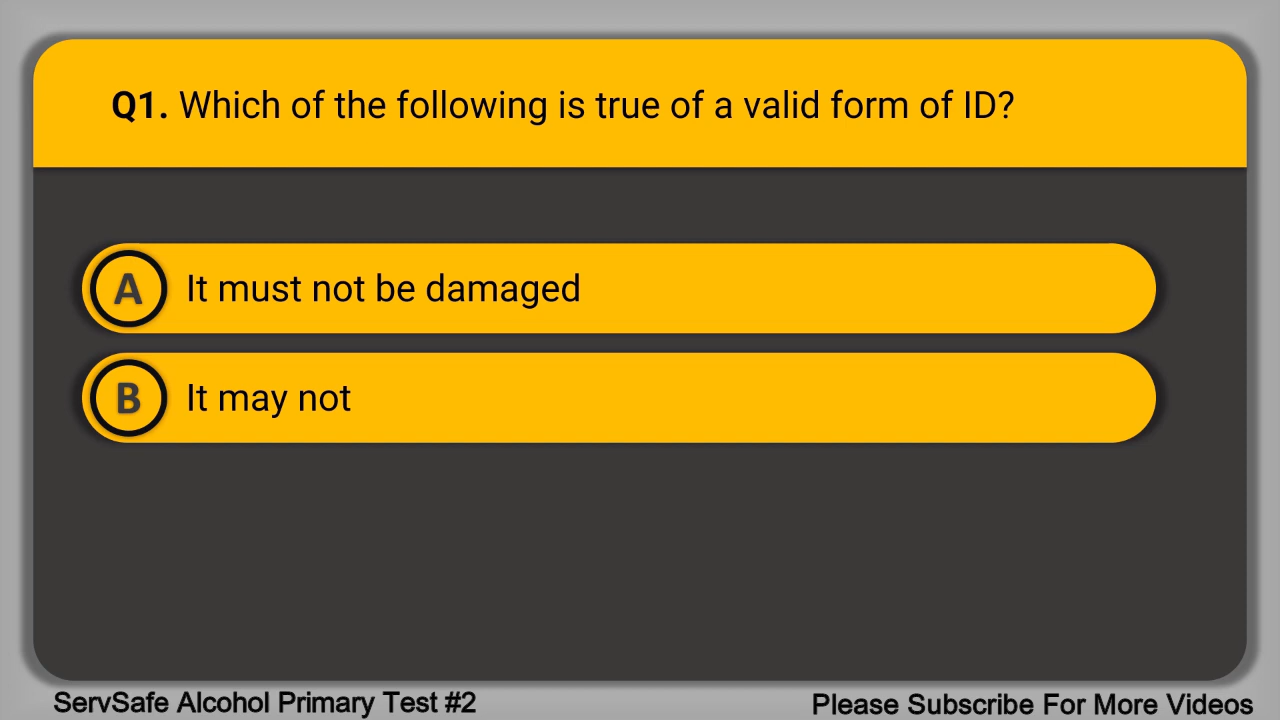 Q1. Which of the following is true of a valid form of ID?
A It must not be damaged
B It may not
ServSafe Alcohol Primary Test #2
Please Subscribe For More Videos